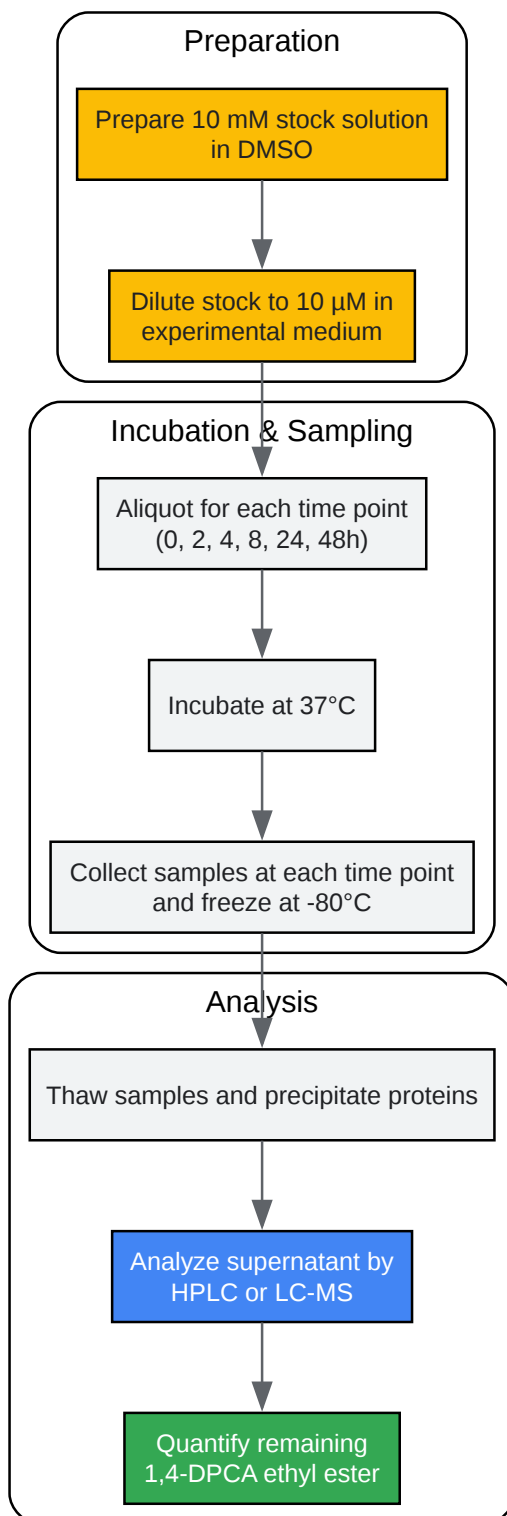 Preparation
Prepare 10 mM stock solution
in DMSO
Dilute stock to 10 µM in
experimental medium
Incubation & Sampling
Aliquot for each time point
(0, 2, 4, 8, 24, 48h)
Incubate at 37°C
Collect samples at each time point
and freeze at -80°C
Analysis
Thaw samples and precipitate proteins
Analyze supernatant by
HPLC or LC-MS
Quantify remaining
1,4-DPCA ethyl ester